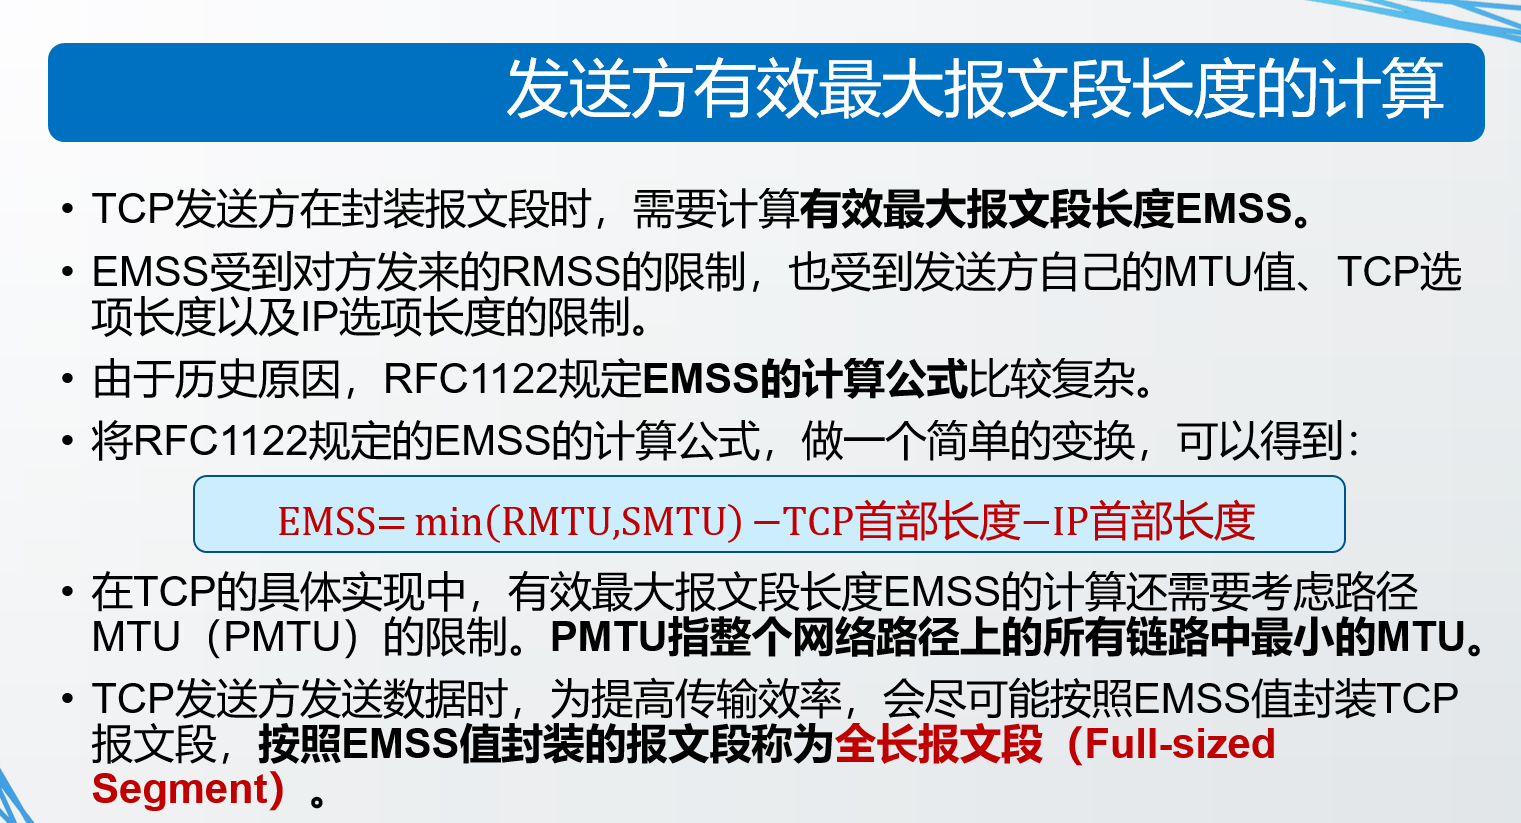 发送方有效最大报文段长度的计算
• TCP发送方在封装报文段时，需要计算有效最大报文段长度EMSS。
• EMSS受到对方发来的RMSS的限制，也受到发送方自己的MTU值、TCP选
项长度以及IP选项长度的限制。
• 由于历史原因，RFC1122规定EMSS的计算公式比较复杂。
• 将RFC1122规定的EMSS的计算公式，做一个简单的变换，可以得到：
EMSS= min(RMTU,SMTU) −TCP首部长度−IP首部长度
• 在TCP的具体实现中，有效最大报文段长度EMSS的计算还需要考虑路径
MTU（PMTU）的限制。PMTU指整个网络路径上的所有链路中最小的MTU。
• TCP发送方发送数据时，为提高传输效率，会尽可能按照EMSS值封装TCP
报文段，按照EMSS值封装的报文段称为全长报文段（Full-sized
Segment）。